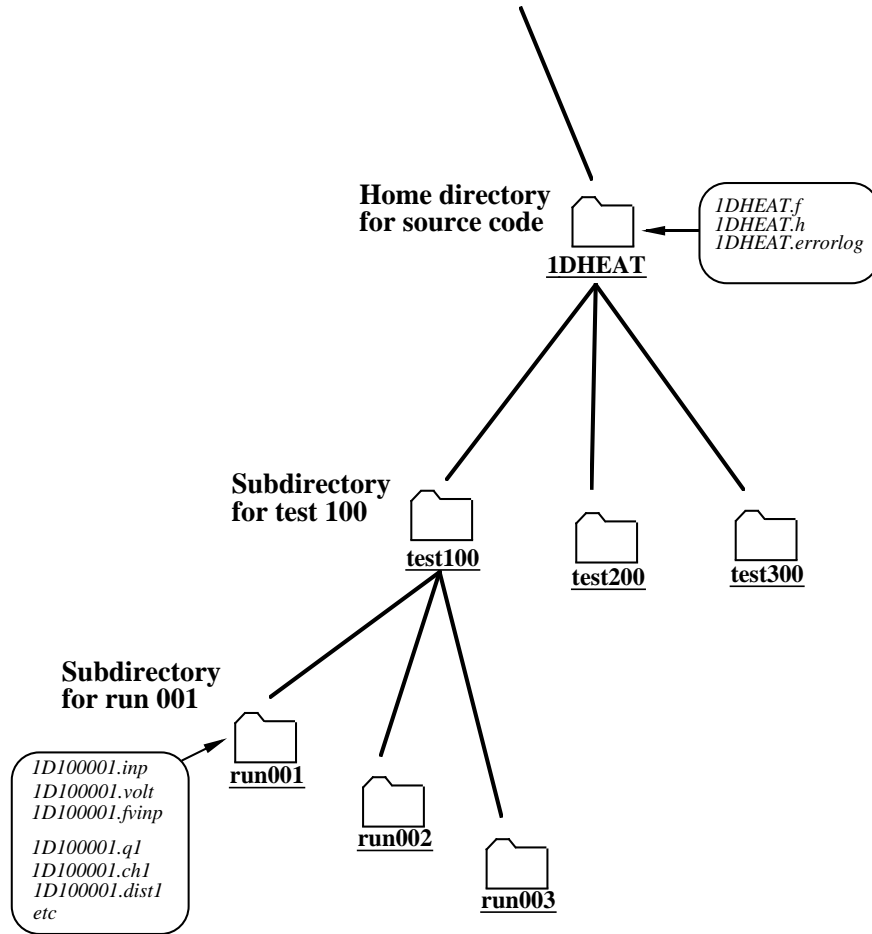 Home directory
for source code
1DHEAT
1DHEAT.f
1DHEAT.h
1DHEAT.errorlog
Subdirectory
for test 100
test100
test200
test300
Subdirectory
for run 001
run001
run002
run003
1D100001.inp
1D100001.volt
1D100001.fvinp
1D100001.q1
1D100001.ch1
1D100001.dist1
etc